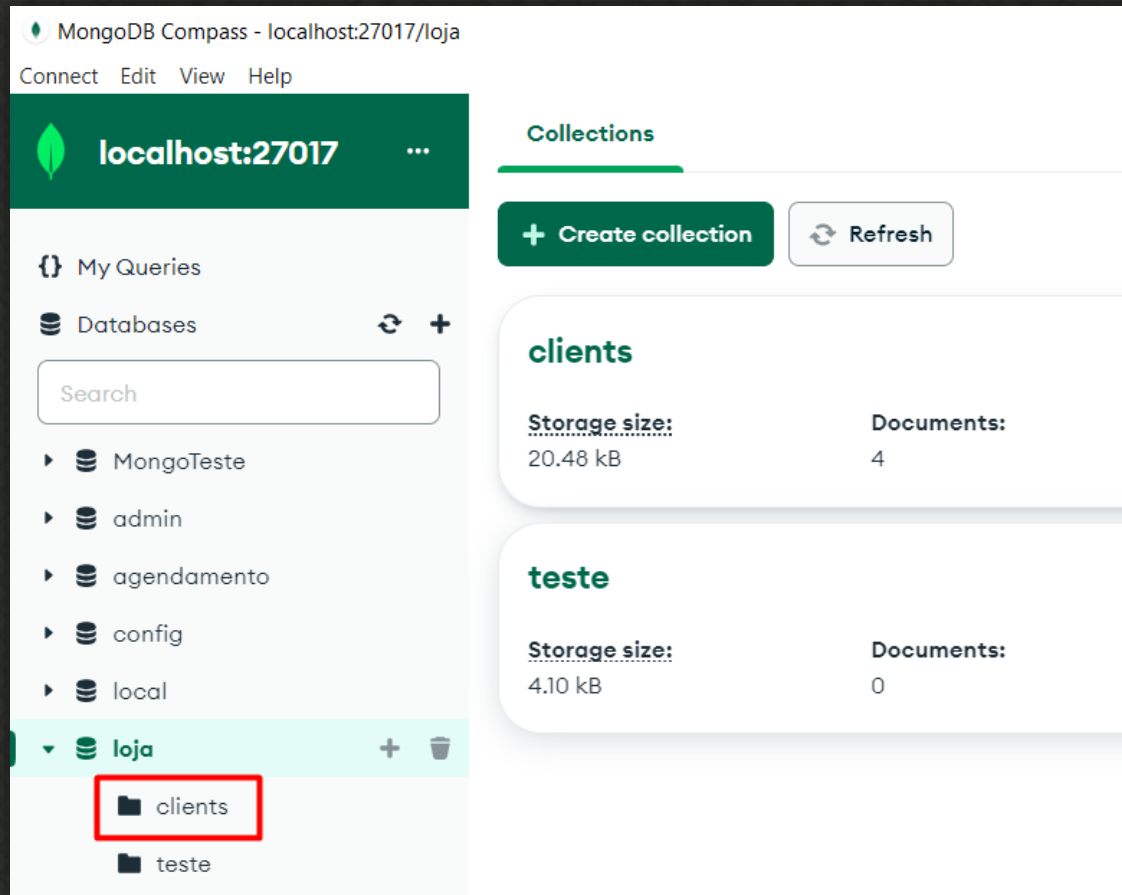 MongoDB Compass - localhost:27017/loja
Connect Edit View Help
localhost:27017 ...
{} My Queries
Databases
Search
MongoTeste
admin
agendamento
config
local
loja
clients
teste
Collections
+ Create collection Refresh
clients
Storage size: Documents:
20.48 kB 4
teste
Storage size: Documents:
4.10 kB 0